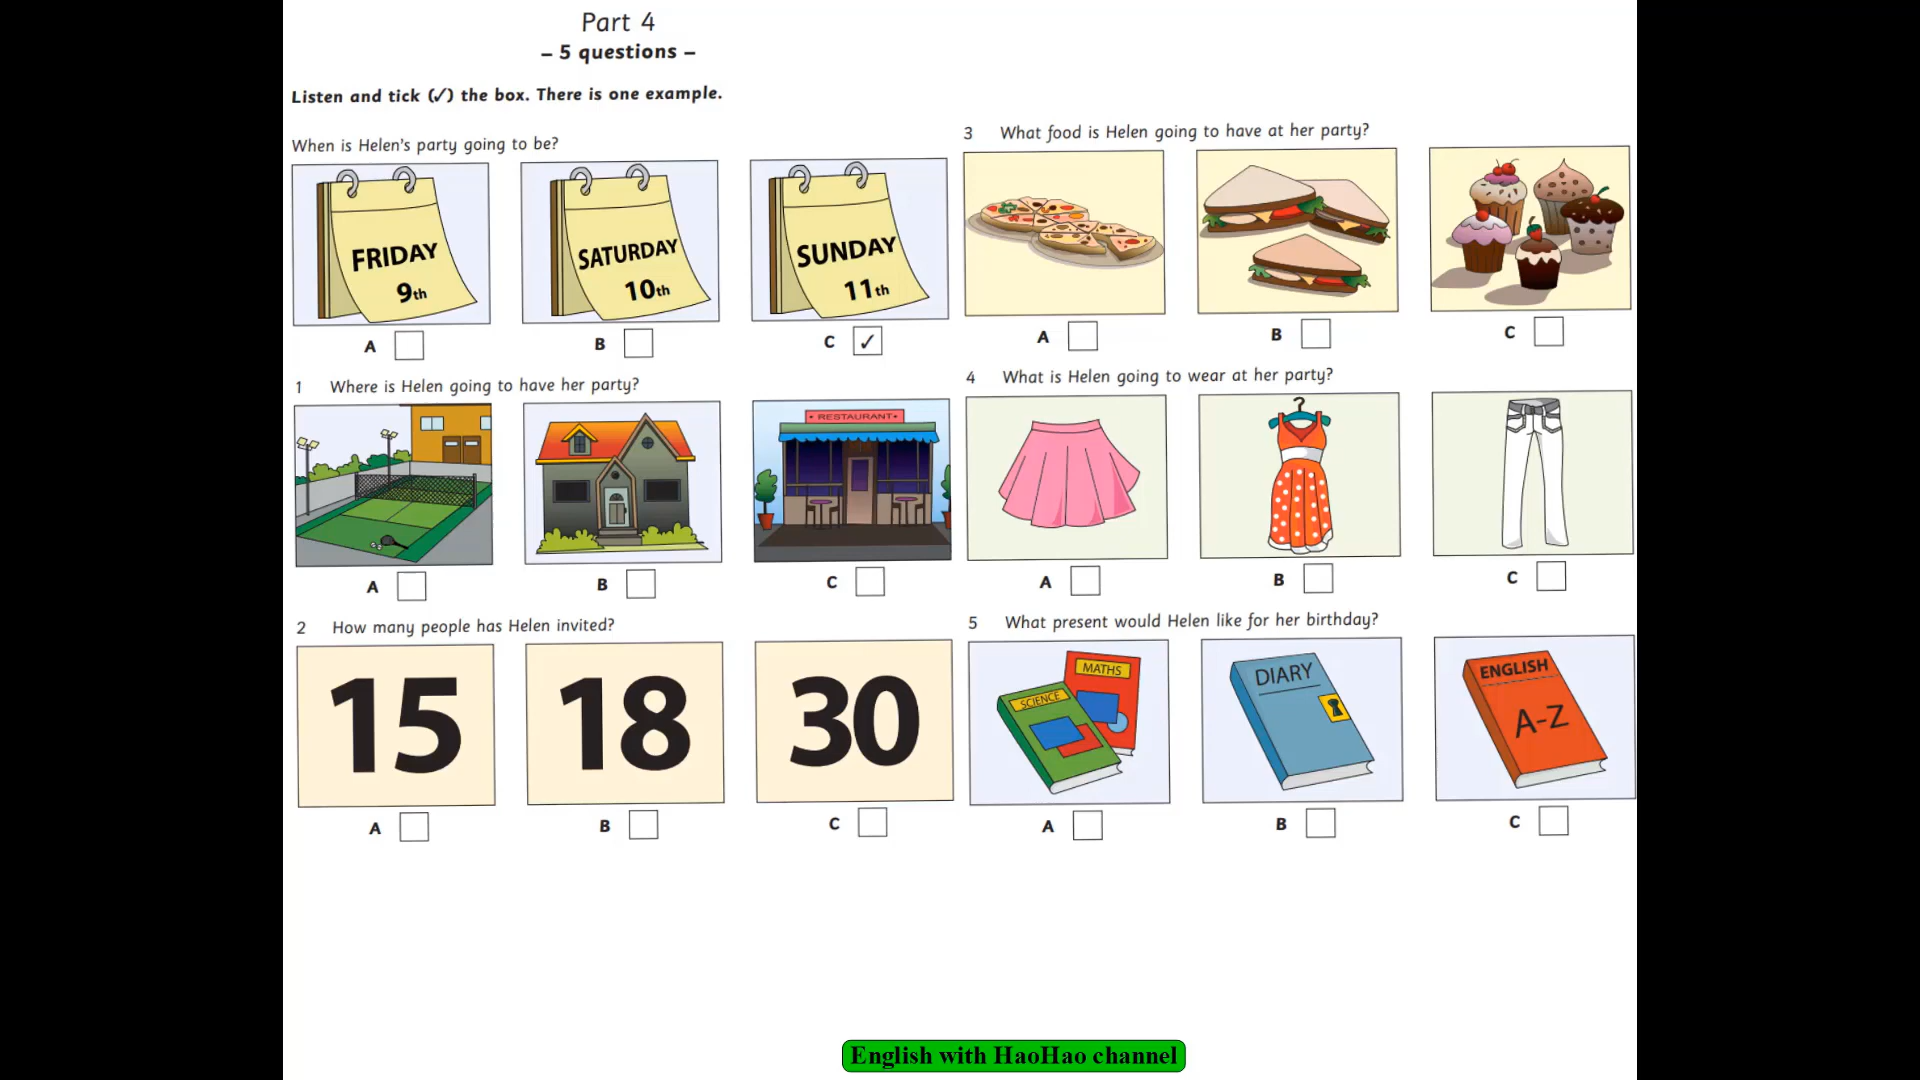 Part 4
– 5 questions –
Listen and tick (✓) the box. There is one example.
When is Helen's party going to be?
FRIDAY
9th
SATURDAY
10th
SUNDAY
11th
A
B
C ✓
1 Where is Helen going to have her party?
RESTAURANT
A
B
C
2 How many people has Helen invited?
15
18
30
A
B
C
3 What food is Helen going to have at her party?
A
B
C
4 What is Helen going to wear at her party?
A
B
C
5 What present would Helen like for her birthday?
MATHS
SCIENCE
DIARY
ENGLISH
A-Z
A
B
C
English with HaoHao channel